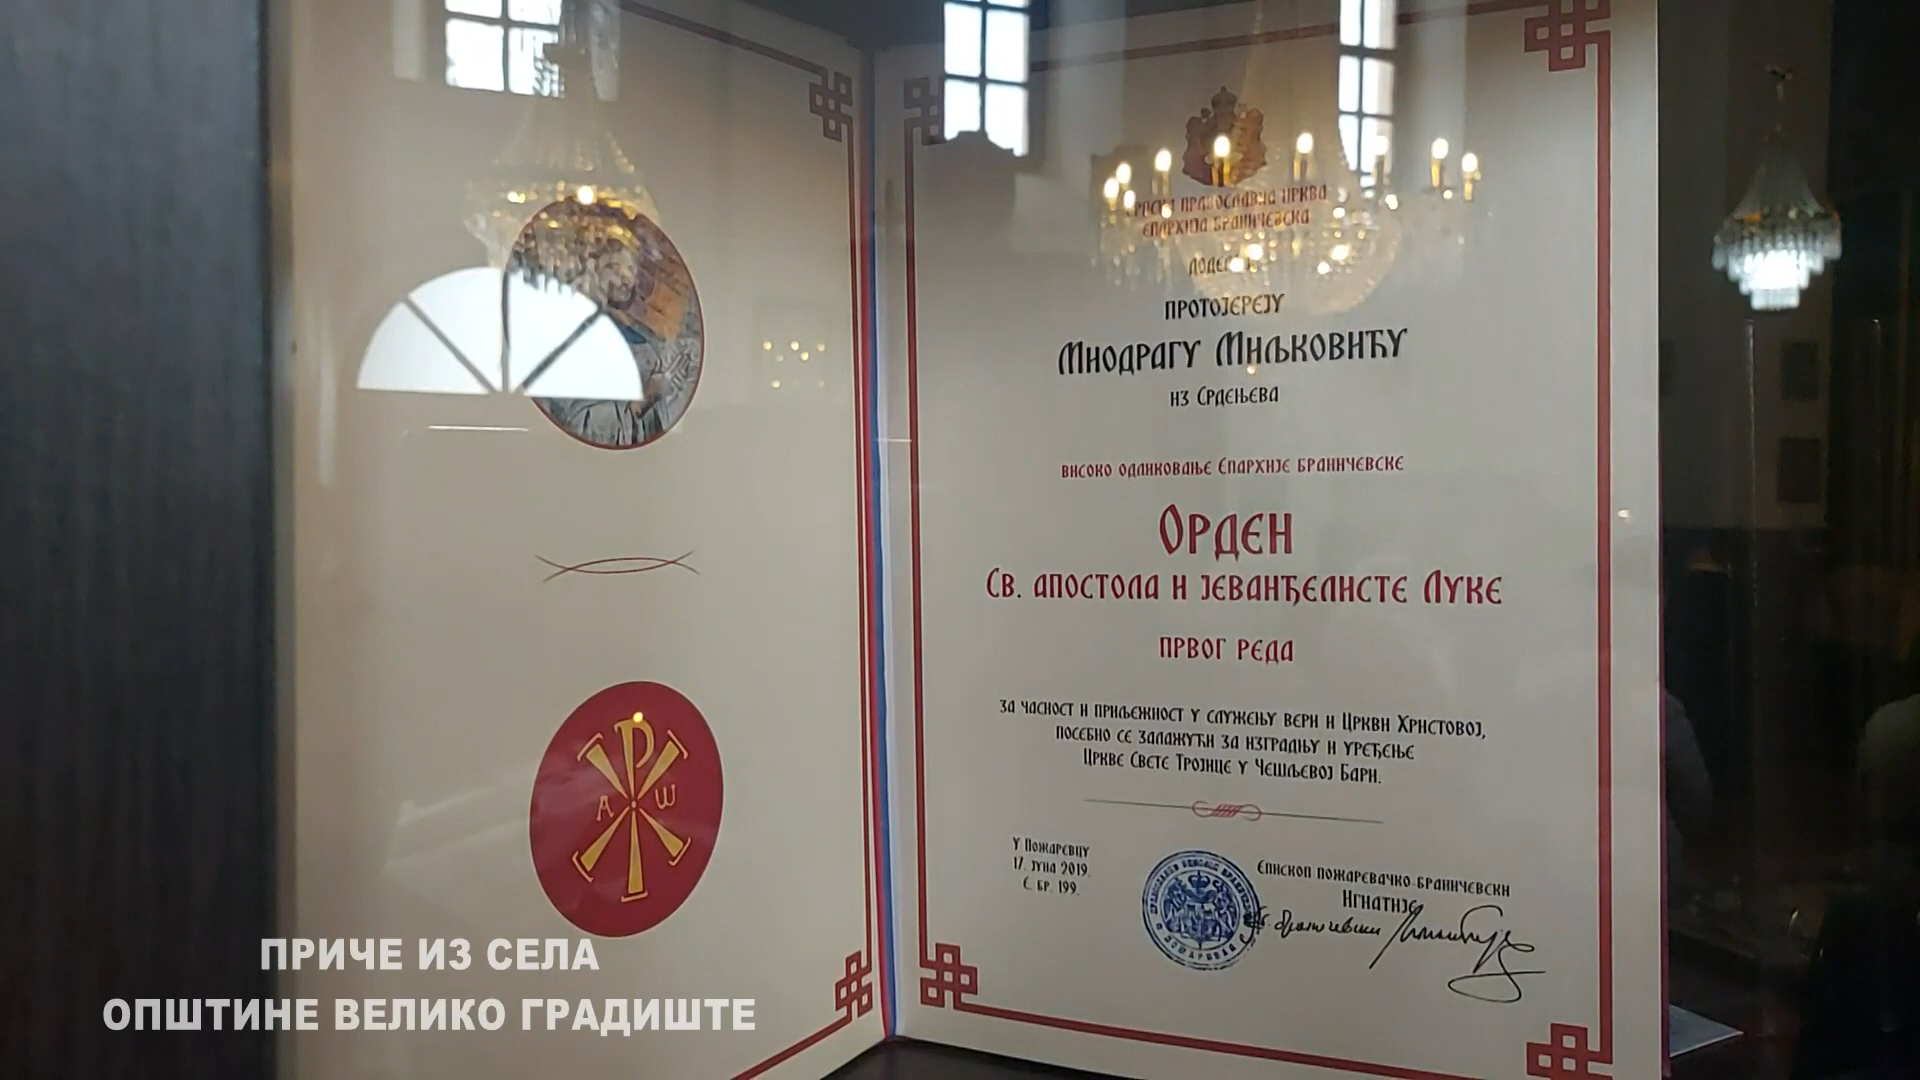 СРПСКА ПРАВОСЛАВНА ЦРКВА
ЕПАРХИЈА БРАНИЧЕВСКА
ПРОТОЈЕРЕЈУ
МИОДРАГУ МИЉКОВИЋУ
ИЗ СРДЕЊЕВА
ВИСОКО ОДЛИКОВАЊЕ ЕПАРХИЈЕ БРАНИЧЕВСКЕ
ОРДЕН
СВ. АПОСТОЛА И ЈЕВАНЂЕЛИСТЕ ЛУКЕ
ПРВОГ РЕДА
ЗА ЧАСНОСТ И ПРИЉЕЖНОСТ У СЛУЖЕЊУ ВЕРИ И ЦРКВИ ХРИСТОВОЈ,
ПОСЕБНО СЕ ЗАЛАЖУЋИ ЗА ИЗГРАДЊУ И УРЕЂЕЊЕ
ЦРКВЕ СВЕТЕ ТРОЈИЦЕ У ЧЕШЉЕВОЈ БАРИ.
У ПОЖАРЕВЦУ
17. ЈУНА 2019.
Е. БР. 199.
ЕПИСКОП ПОЖАРЕВАЧКО-БРАНИЧЕВСКИ
ИГНАТИЈЕ
А Ш
ПРИЧЕ ИЗ СЕЛА
ОПШТИНЕ ВЕЛИКО ГРАДИШТЕ